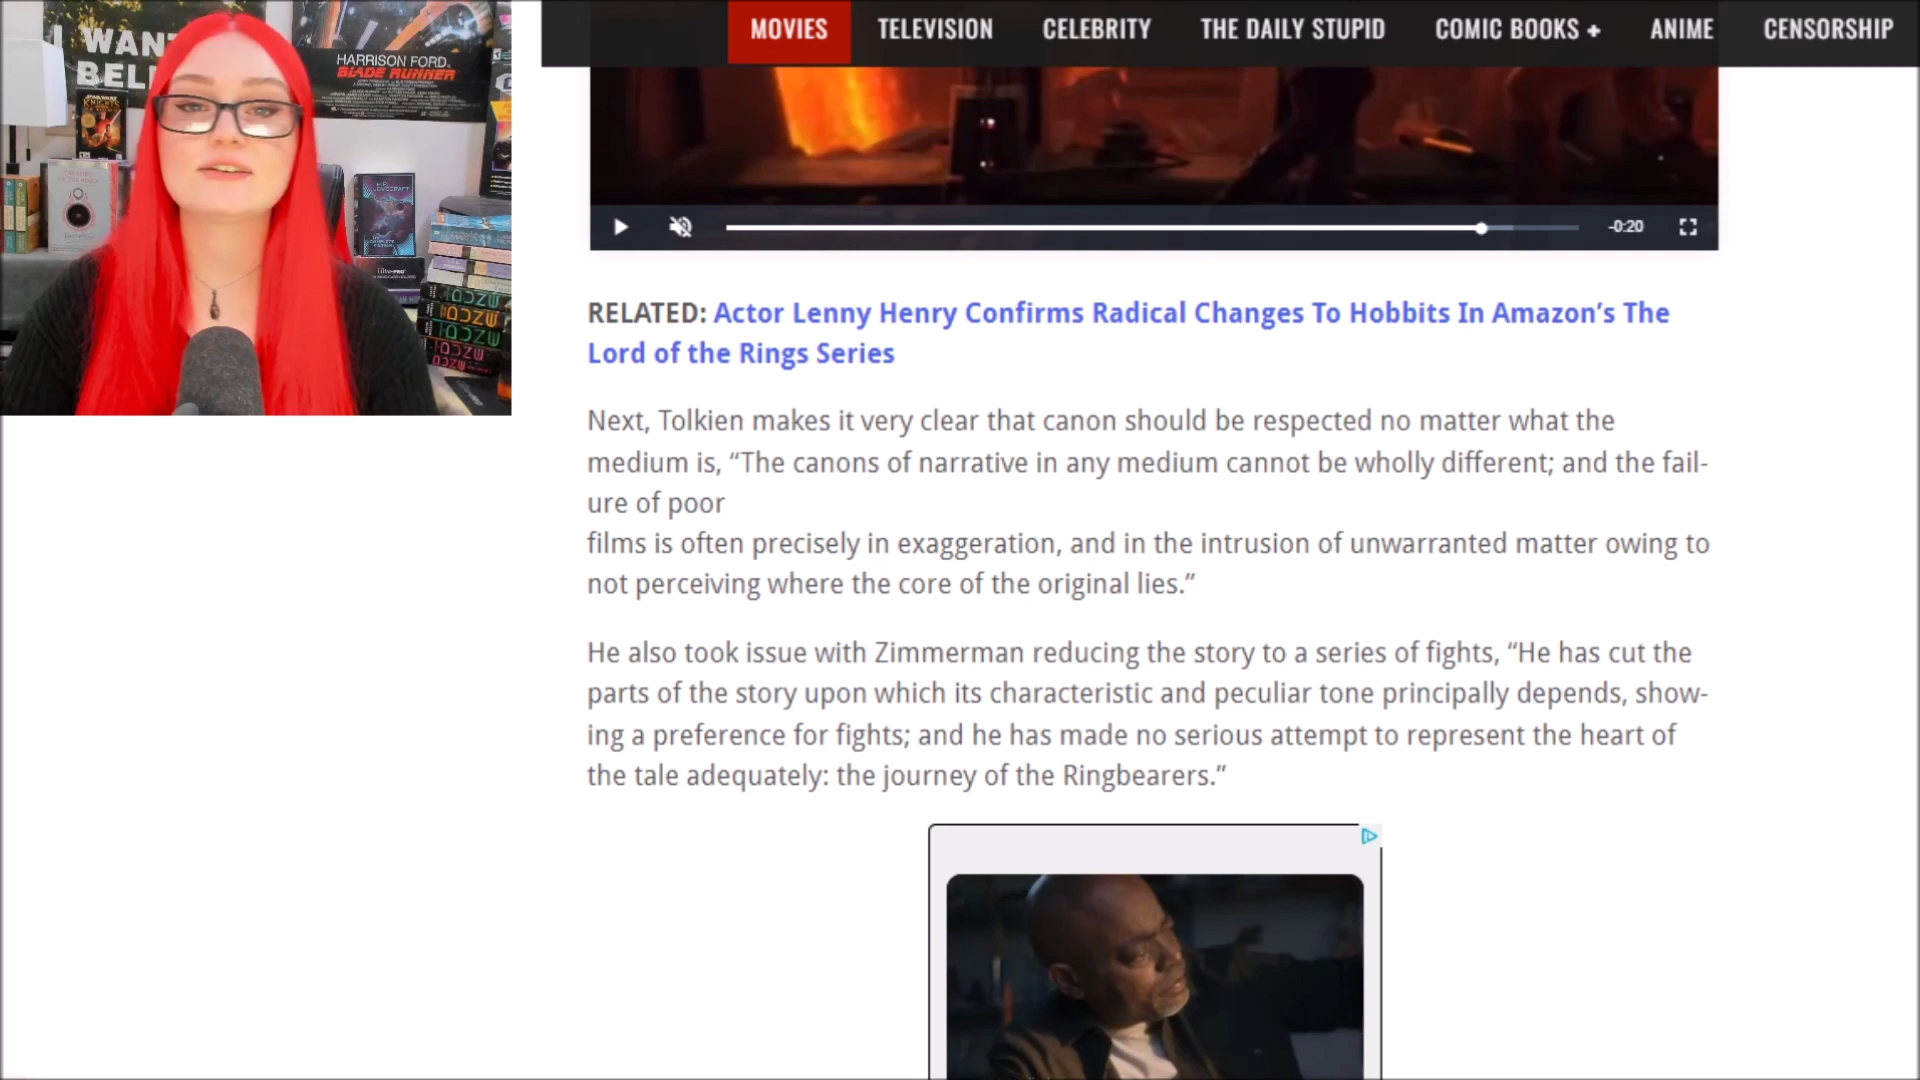 I WANT
BELI
HARRISON FORD.
BLADE RUNNER
STAR WARS
KNIGHTS
H.P. LOVECRAFT
MOVIES
TELEVISION
CELEBRITY
THE DAILY STUPID
COMIC BOOKS +
ANIME
CENSORSHIP
-0:20
RELATED: Actor Lenny Henry Confirms Radical Changes To Hobbits In Amazon’s The
Lord of the Rings Series
Next, Tolkien makes it very clear that canon should be respected no matter what the
medium is, “The canons of narrative in any medium cannot be wholly different; and the fail-
ure of poor
films is often precisely in exaggeration, and in the intrusion of unwarranted matter owing to
not perceiving where the core of the original lies.”
He also took issue with Zimmerman reducing the story to a series of fights, “He has cut the
parts of the story upon which its characteristic and peculiar tone principally depends, show-
ing a preference for fights; and he has made no serious attempt to represent the heart of
the tale adequately: the journey of the Ringbearers.”